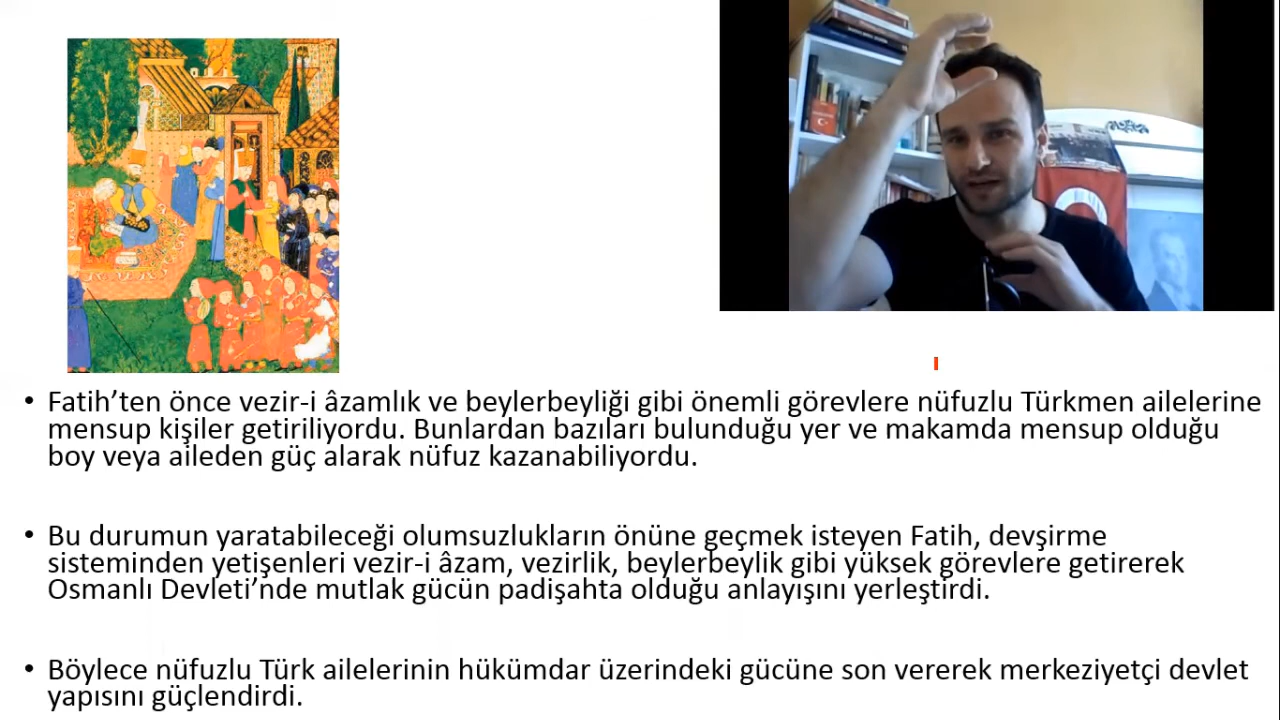 • Fatih’ten önce vezir-i âzamlık ve beylerbeyliği gibi önemli görevlere nüfuzlu Türkmen ailelerine
mensup kişiler getiriliyordu. Bunlardan bazıları bulunduğu yer ve makamda mensup olduğu
boy veya aileden güç alarak nüfuz kazanabiliyordu.
• Bu durumun yaratabileceği olumsuzlukların önüne geçmek isteyen Fatih, devşirme
sisteminden yetişenleri vezir-i âzam, vezirlik, beylerbeylik gibi yüksek görevlere getirerek
Osmanlı Devleti’nde mutlak gücün padişahta olduğu anlayışını yerleştirdi.
• Böylece nüfuzlu Türk ailelerinin hükümdar üzerindeki gücüne son vererek merkeziyetçi devlet
yapısını güçlendirdi.